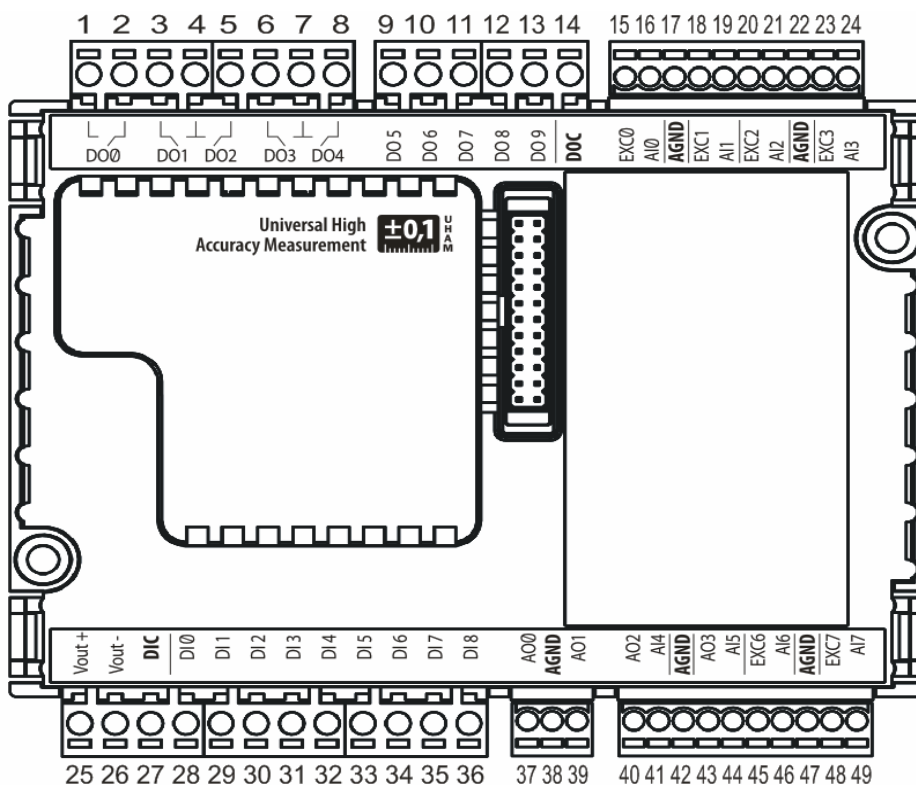 1 2 3 4 5 6 7 8 9 10 11 12 13 14 15 16 17 18 19 20 21 22 23 24
DO0 DO1 DO2 DO3 DO4 DO5 DO6 DO7 DO8 DO9 DOC EXC0 AI0 AGND EXC1 AI1 EXC2 AI2 AGND EXC3 AI3
Universal High
Accuracy Measurement
±0,1
UHAM
Vout + Vout - DIC DI0 DI1 DI2 DI3 DI4 DI5 DI6 DI7 DI8 AO0 AGND AO1 AO2 AI4 AGND AO3 AI5 EXC6 AI6 AGND EXC7 AI7
25 26 27 28 29 30 31 32 33 34 35 36 37 38 39 40 41 42 43 44 45 46 47 48 49